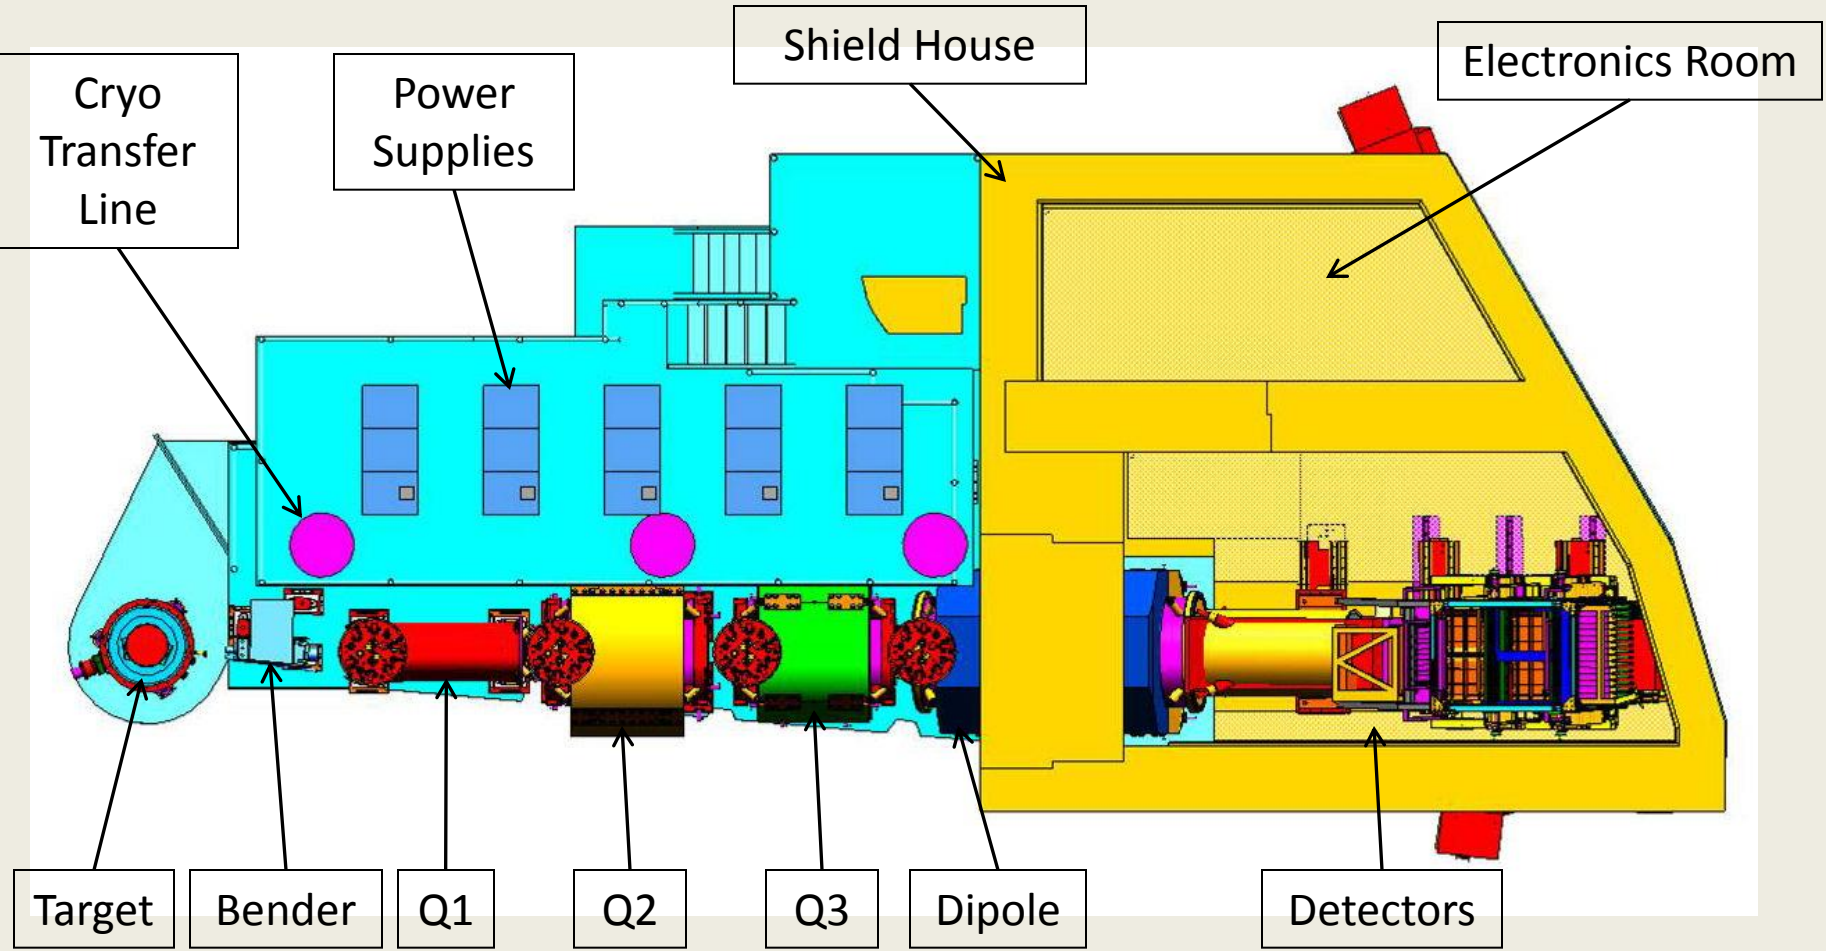 Shield House
Electronics Room
Cryo
Transfer
Line
Power
Supplies
Target
Bender
Q1
Q2
Q3
Dipole
Detectors